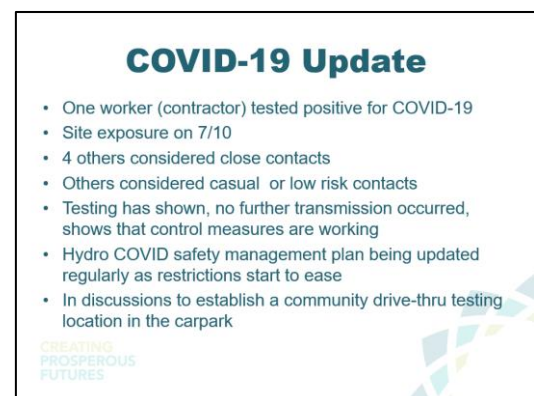 COVID-19 Update
• One worker (contractor) tested positive for COVID-19
• Site exposure on 7/10
• 4 others considered close contacts
• Others considered casual or low risk contacts
• Testing has shown, no further transmission occurred,
shows that control measures are working
• Hydro COVID safety management plan being updated
regularly as restrictions start to ease
• In discussions to establish a community drive-thru testing
location in the carpark
CREATING
PROSPEROUS
FUTURES